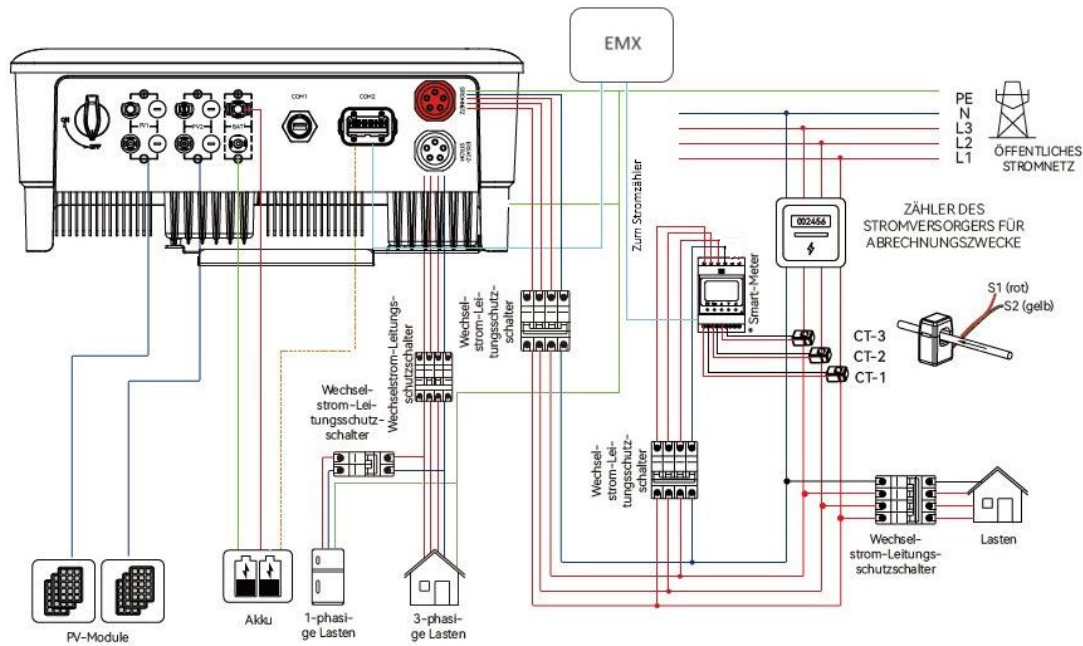 EMX
COM1
COM2
ON
OFF
PV1
PV2
BAT
STROMNETZ
ERSATZ-
STROM
PE
N
L3
L2
L1
ÖFFENTLICHES
STROMNETZ
Zum Stromzähler
002456
ZÄHLER DES
STROMVERSORGERS FÜR
ABRECHNUNGSZWECKE
Smart-Meter
S1 (rot)
S2 (gelb)
CT-3
CT-2
CT-1
Wechsel-
strom-Lei-
tungsschutz-
schalter
Wechselstrom-Leitungs-
schutzschalter
Wechsel-
strom-Lei-
tungsschutz-
schalter
Wechsel-
strom-Lei-
tungsschutz-
schalter
Wechsel-
strom-Leitungs-
schutzschalter
Lasten
PV-Module
Akku
1-phasi-
ge Lasten
3-phasi-
ge Lasten